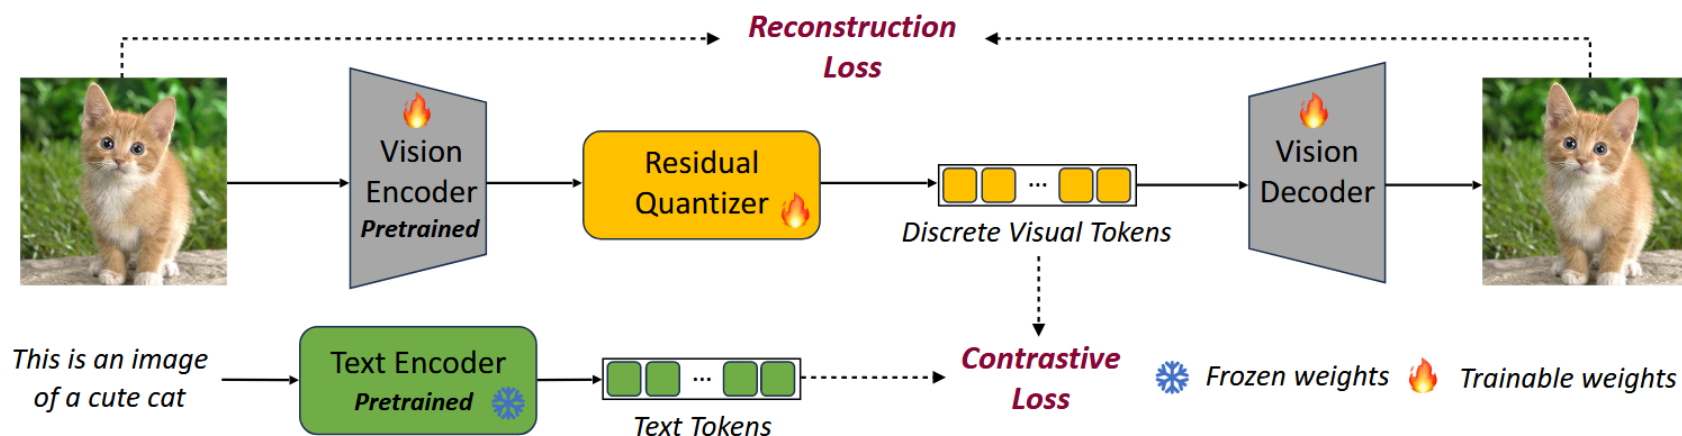 Reconstruction
Loss
Vision
Encoder
Pretrained
Residual
Quantizer
...
Discrete Visual Tokens
Vision
Decoder
This is an image
of a cute cat
Text Encoder
Pretrained
...
Text Tokens
Contrastive
Loss
Frozen weights
Trainable weights